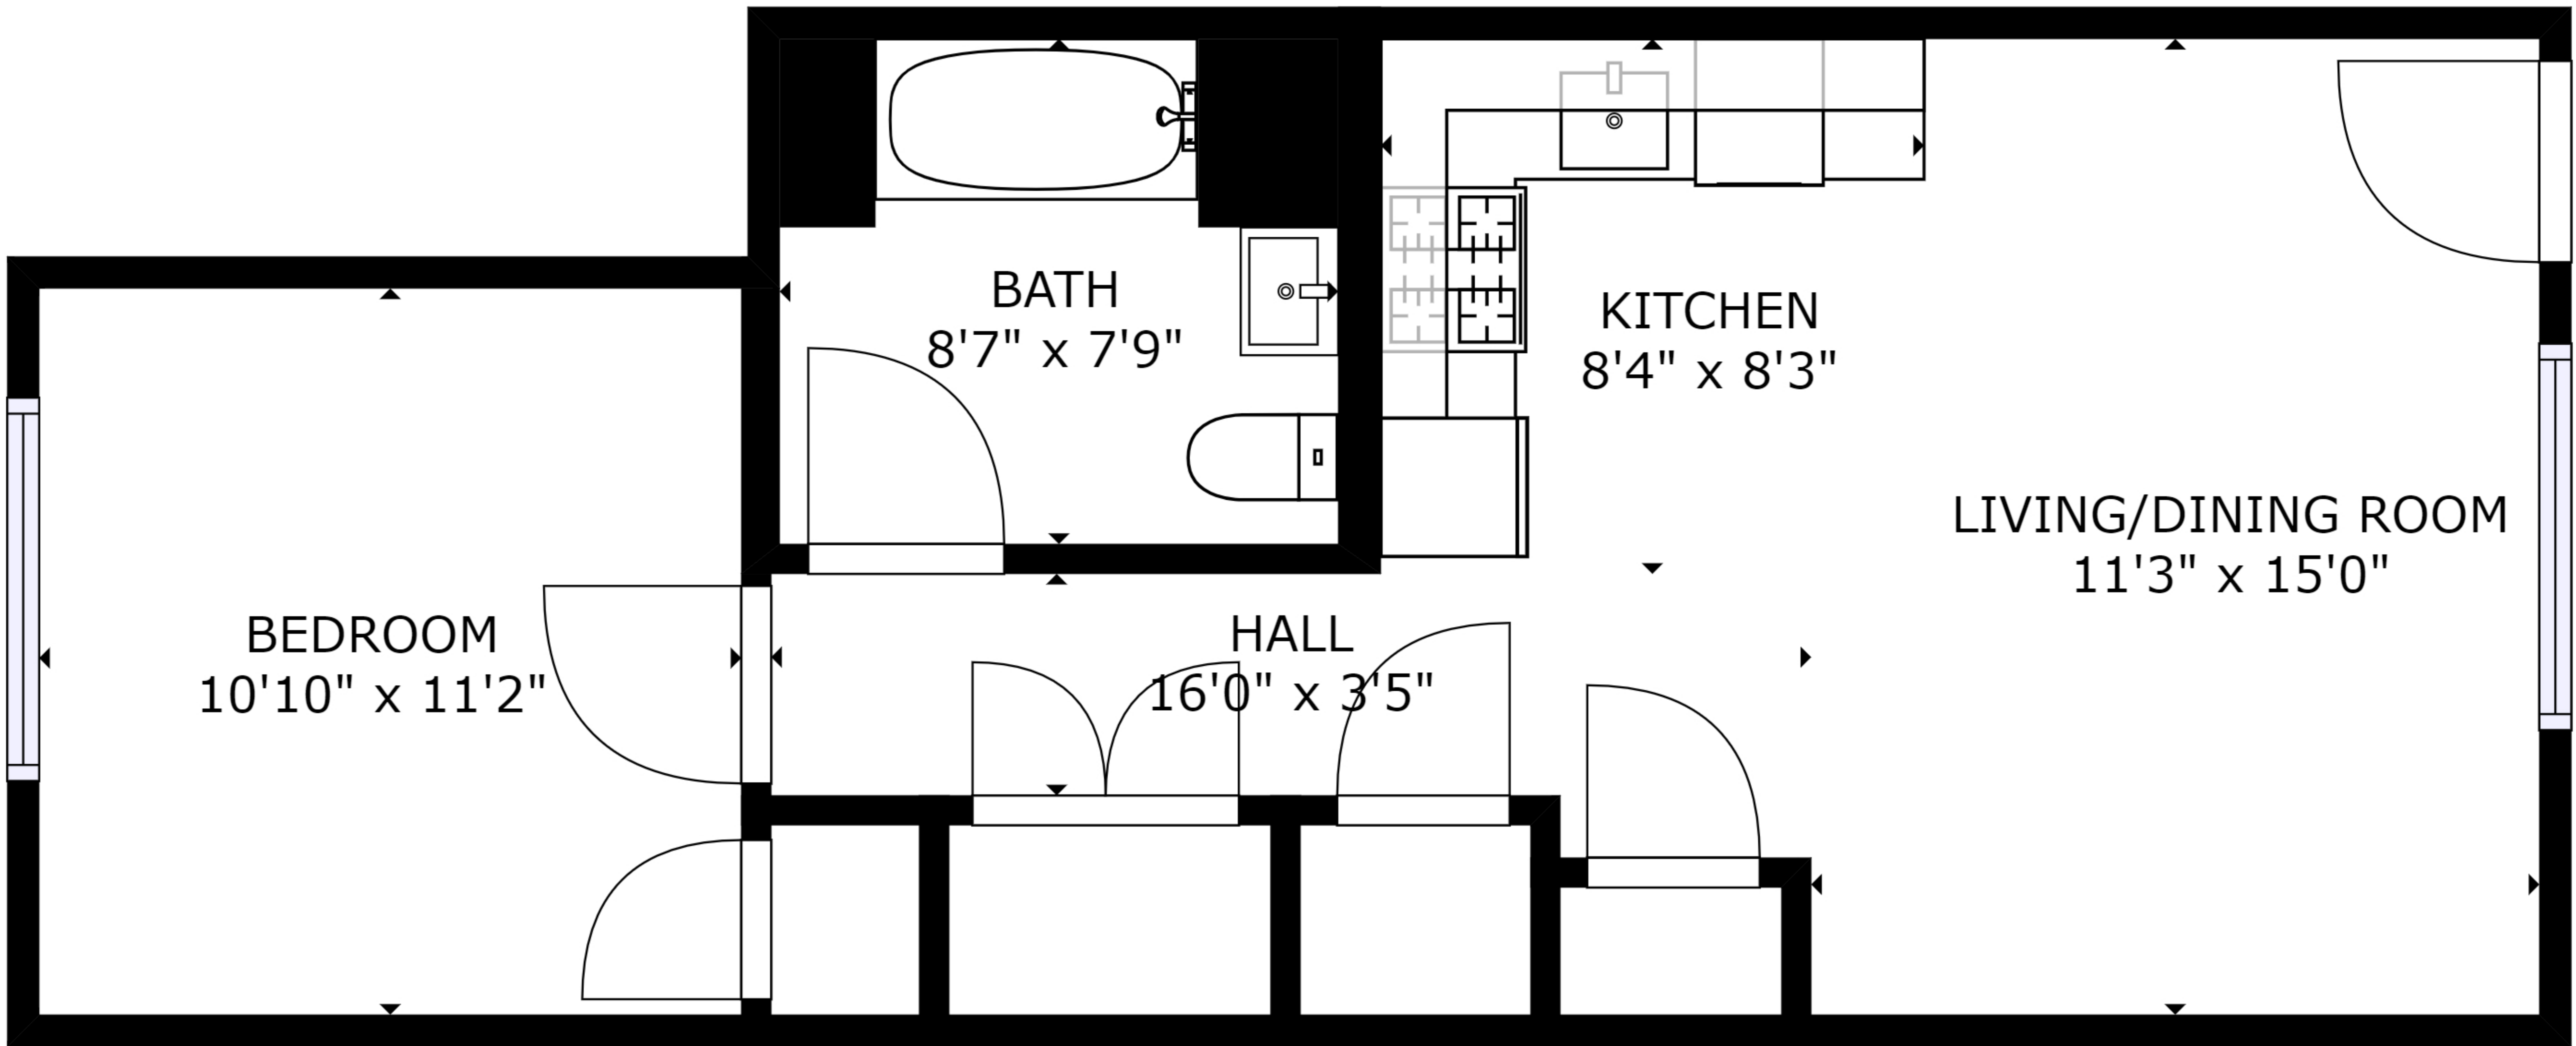 BATH
8'7" x 7'9"
KITCHEN
8'4" x 8'3"
LIVING/DINING ROOM
11'3" x 15'0"
BEDROOM
10'10" x 11'2"
HALL
16'0" x 3'5"